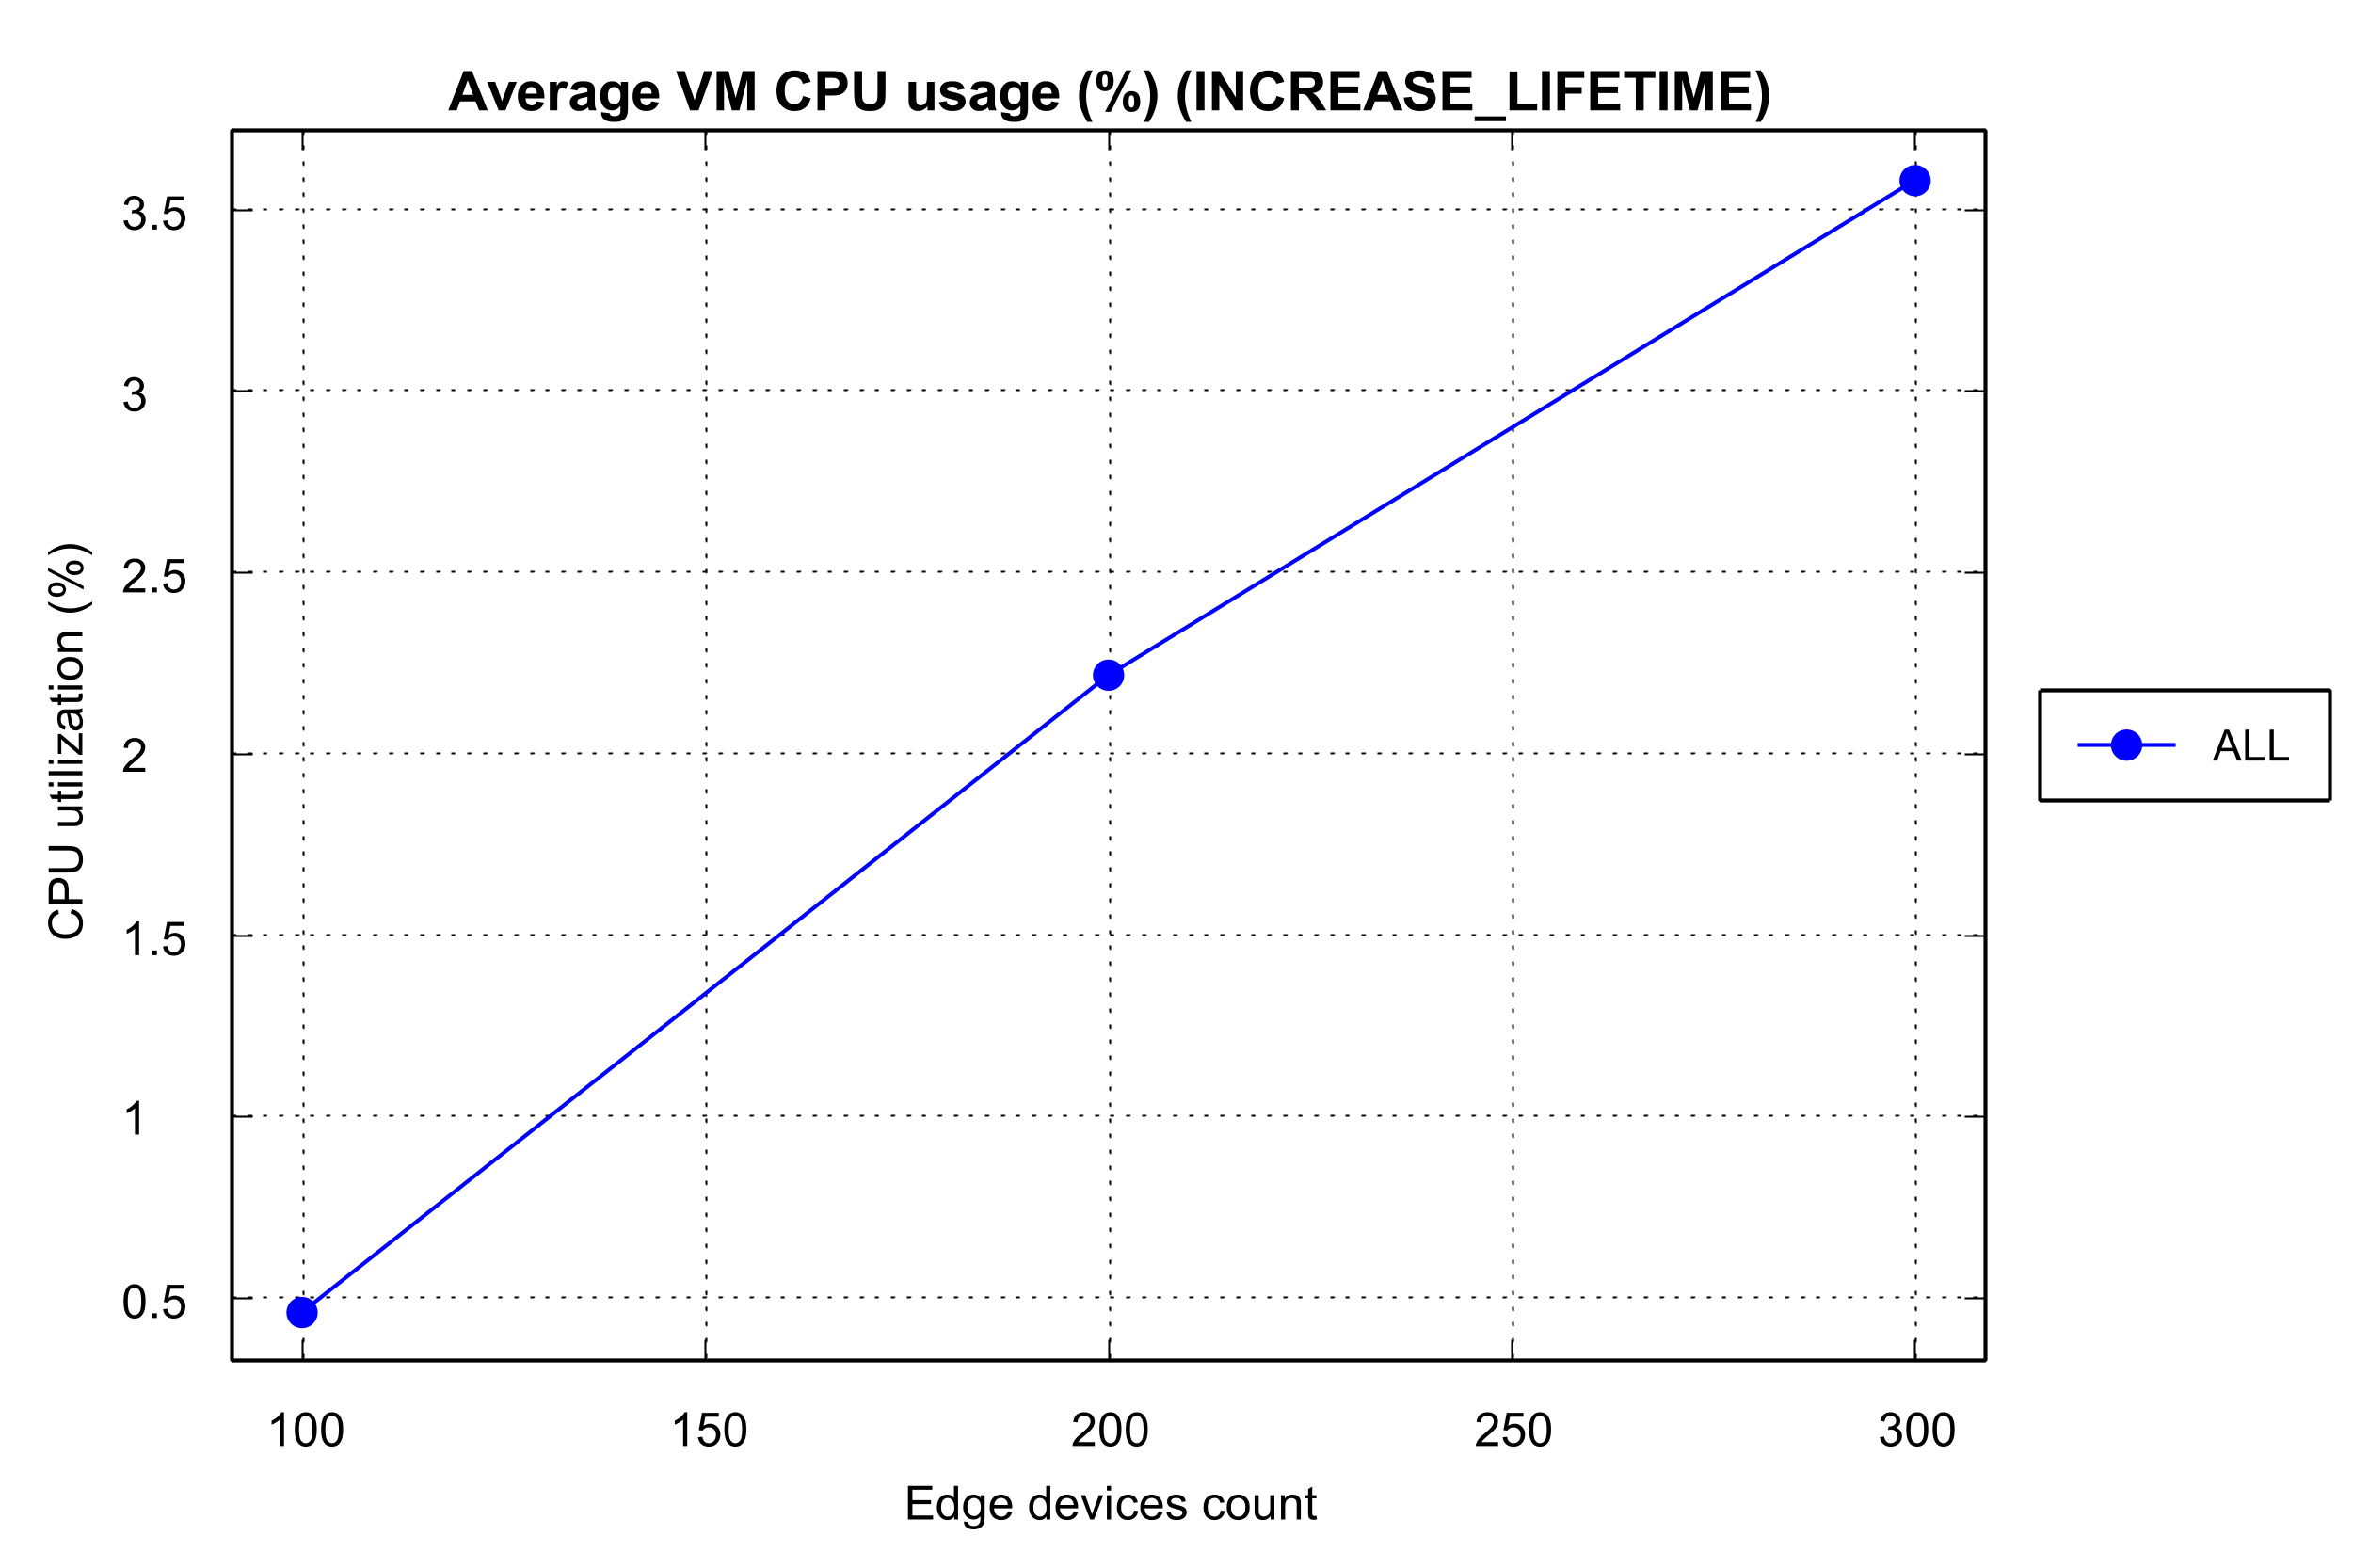 Average VM CPU usage (%) (INCREASE_LIFETIME)
CPU utilization (%)
3.5
3
2.5
2
1.5
1
0.5
100 150 200 250 300
Edge devices count
ALL